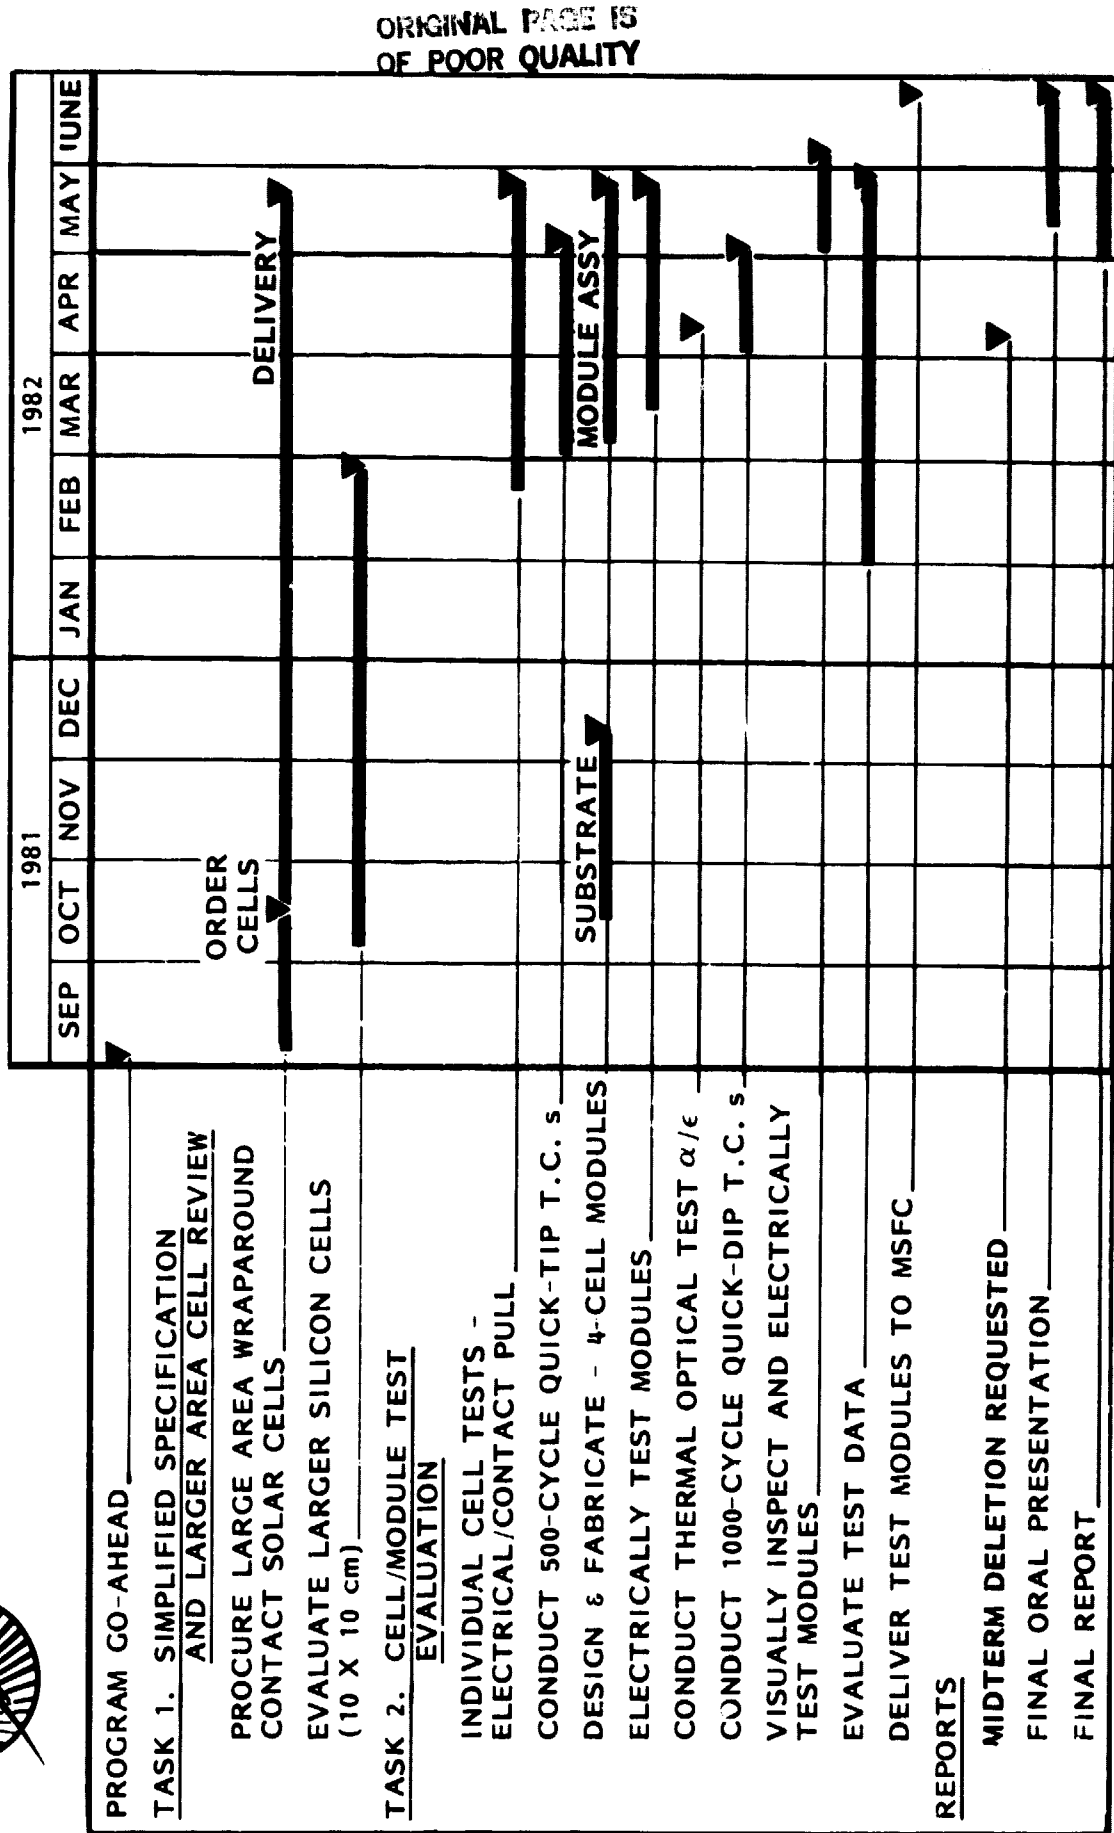 ORIGINAL PAGE IS
OF POOR QUALITY
1981
1982
SEP OCT NOV DEC JAN FEB MAR APR MAY JUNE
PROGRAM GO-AHEAD
TASK 1. SIMPLIFIED SPECIFICATION
AND LARGER AREA CELL REVIEW
PROCURE LARGE AREA WRAPAROUND
CONTACT SOLAR CELLS
ORDER
CELLS
DELIVERY
EVALUATE LARGER SILICON CELLS
(10 X 10 cm)
TASK 2. CELL/MODULE TEST
EVALUATION
INDIVIDUAL CELL TESTS -
ELECTRICAL/CONTACT PULL
CONDUCT 500-CYCLE QUICK-TIP T.C. s
DESIGN & FABRICATE - 4-CELL MODULES
SUBSTRATE
MODULE ASSY
ELECTRICALLY TEST MODULES
CONDUCT THERMAL OPTICAL TEST α/ϵ
CONDUCT 1000-CYCLE QUICK-DIP T.C. s
VISUALLY INSPECT AND ELECTRICALLY
TEST MODULES
EVALUATE TEST DATA
DELIVER TEST MODULES TO MSFC
REPORTS
MIDTERM DELETION REQUESTED
FINAL ORAL PRESENTATION
FINAL REPORT